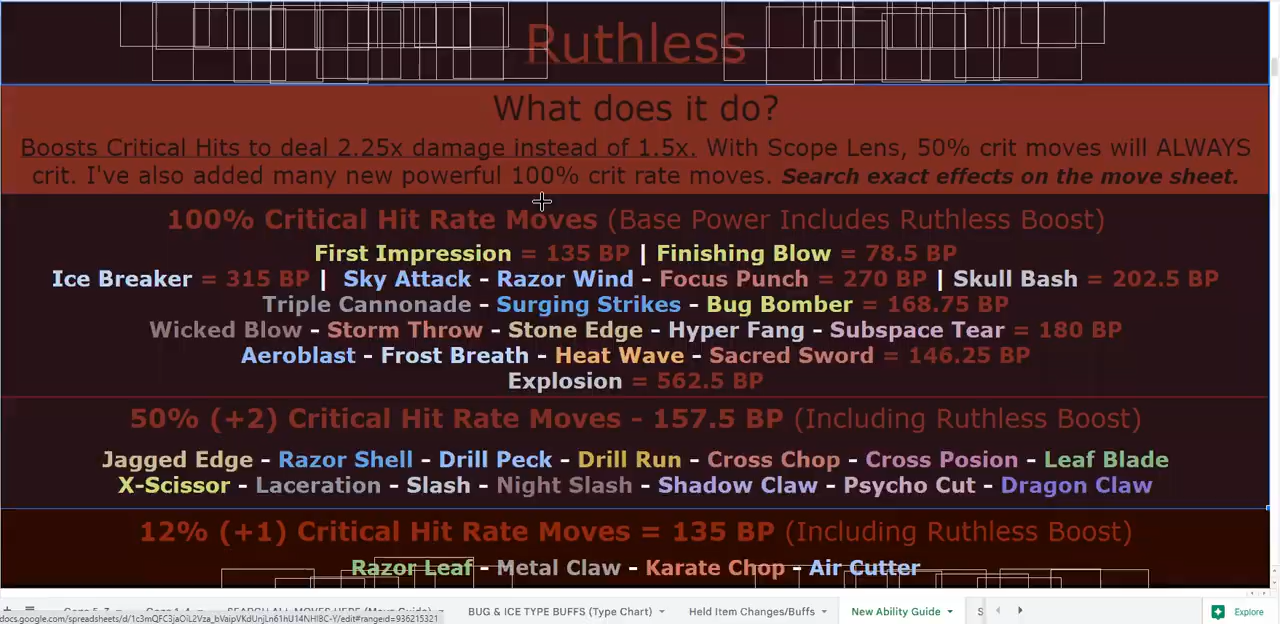 Ruthless
What does it do?
Boosts Critical Hits to deal 2.25x damage instead of 1.5x. With Scope Lens, 50% crit moves will ALWAYS
crit. I've also added many new powerful 100% crit rate moves. Search exact effects on the move sheet.
100% Critical Hit Rate Moves (Base Power Includes Ruthless Boost)
First Impression = 135 BP | Finishing Blow = 78.5 BP
Ice Breaker = 315 BP | Sky Attack - Razor Wind - Focus Punch = 270 BP | Skull Bash = 202.5 BP
Triple Cannonade - Surging Strikes - Bug Bomber = 168.75 BP
Wicked Blow - Storm Throw - Stone Edge - Hyper Fang - Subspace Tear = 180 BP
Aeroblast - Frost Breath - Heat Wave - Sacred Sword = 146.25 BP
Explosion = 562.5 BP
50% (+2) Critical Hit Rate Moves - 157.5 BP (Including Ruthless Boost)
Jagged Edge - Razor Shell - Drill Peck - Drill Run - Cross Chop - Cross Posion - Leaf Blade
X-Scissor - Laceration - Slash - Night Slash - Shadow Claw - Psycho Cut - Dragon Claw
12% (+1) Critical Hit Rate Moves = 135 BP (Including Ruthless Boost)
Razor Leaf - Metal Claw - Karate Chop - Air Cutter
BUG & ICE TYPE BUFFS (Type Chart) Held Item Changes/Buffs New Ability Guide S Explore